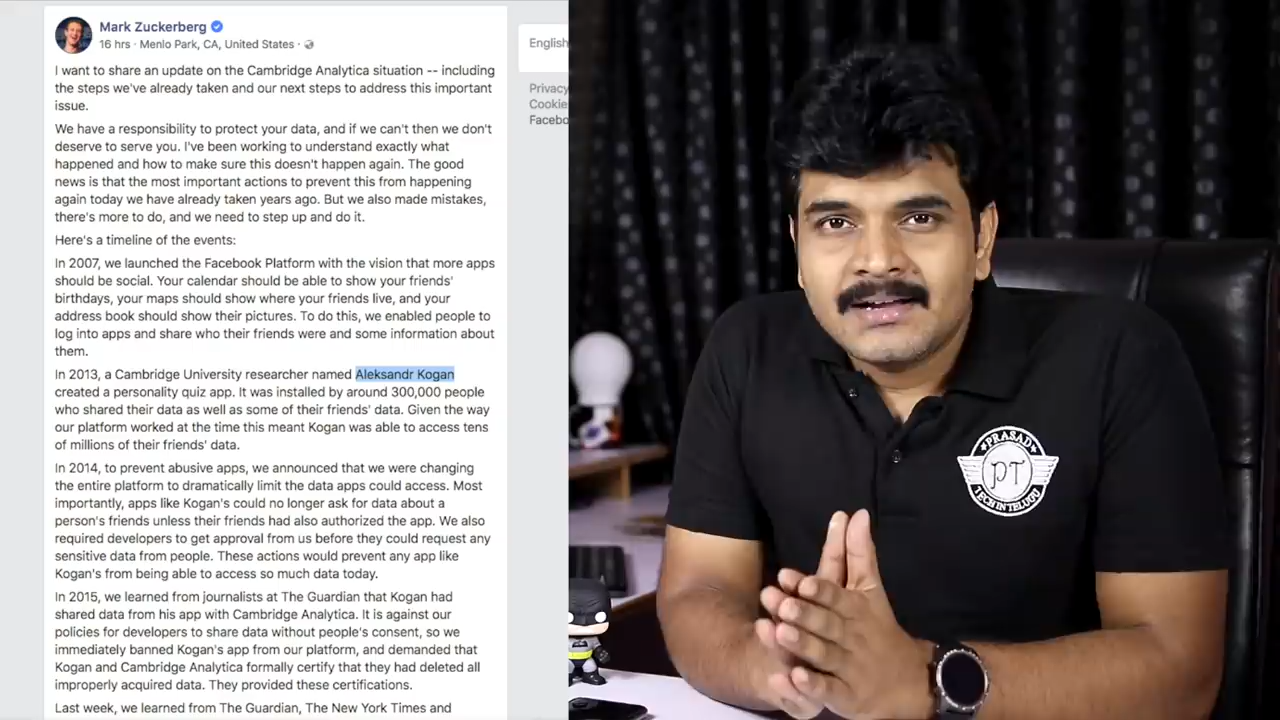 Mark Zuckerberg
16 hrs · Menlo Park, CA, United States ·
I want to share an update on the Cambridge Analytica situation -- including
the steps we've already taken and our next steps to address this important
issue.
We have a responsibility to protect your data, and if we can't then we don't
deserve to serve you. I've been working to understand exactly what
happened and how to make sure this doesn't happen again. The good
news is that the most important actions to prevent this from happening
again today we have already taken years ago. But we also made mistakes,
there's more to do, and we need to step up and do it.
Here's a timeline of the events:
In 2007, we launched the Facebook Platform with the vision that more apps
should be social. Your calendar should be able to show your friends'
birthdays, your maps should show where your friends live, and your
address book should show their pictures. To do this, we enabled people to
log into apps and share who their friends were and some information about
them.
In 2013, a Cambridge University researcher named Aleksandr Kogan
created a personality quiz app. It was installed by around 300,000 people
who shared their data as well as some of their friends' data. Given the way
our platform worked at the time this meant Kogan was able to access tens
of millions of their friends' data.
In 2014, to prevent abusive apps, we announced that we were changing
the entire platform to dramatically limit the data apps could access. Most
importantly, apps like Kogan's could no longer ask for data about a
person's friends unless their friends had also authorized the app. We also
required developers to get approval from us before they could request any
sensitive data from people. These actions would prevent any app like
Kogan's from being able to access so much data today.
In 2015, we learned from journalists at The Guardian that Kogan had
shared data from his app with Cambridge Analytica. It is against our
policies for developers to share data without people's consent, so we
immediately banned Kogan's app from our platform, and demanded that
Kogan and Cambridge Analytica formally certify that they had deleted all
improperly acquired data. They provided these certifications.
Last week, we learned from The Guardian, The New York Times and
English
Privacy
Cookie
Facebo
PRASAD
PT
TECH IN TELUGU